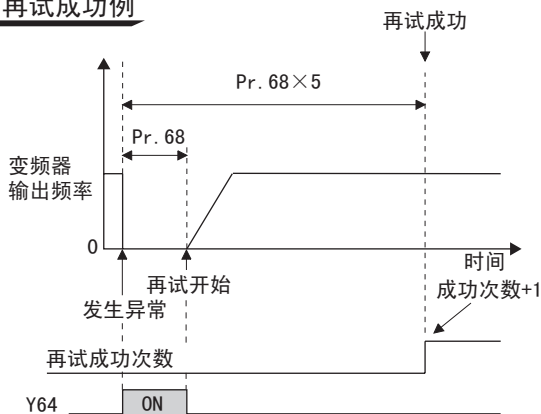 再试成功例
再试成功
Pr.68×5
Pr.68
变频器
输出频率
0
时间
再试开始
成功次数+1
发生异常
再试成功次数
Y64
ON